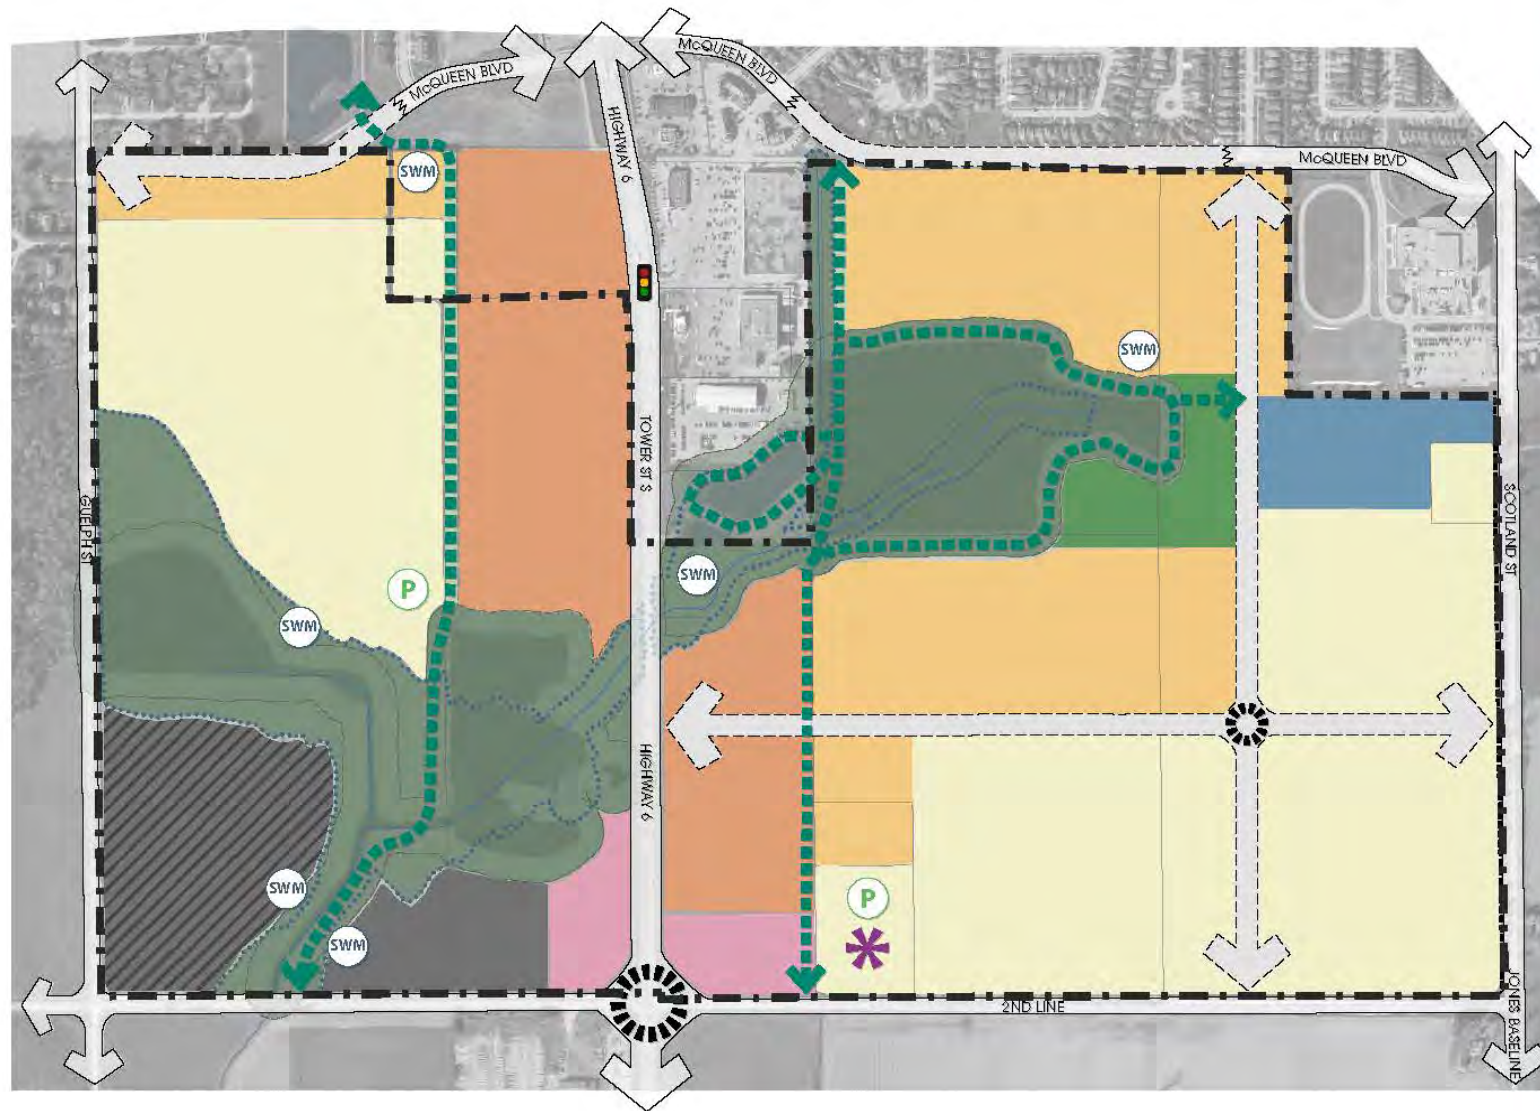 McQUEEN BLVD
McQUEEN BLVD
HIGHWAY 6
McQUEEN BLVD
SWM
SWM
TOWER ST S
GUELPH ST
SCOTLAND ST
P
SWM
SWM
HIGHWAY 6
SWM
P
SWM
2ND LINE
JONES BASELINE